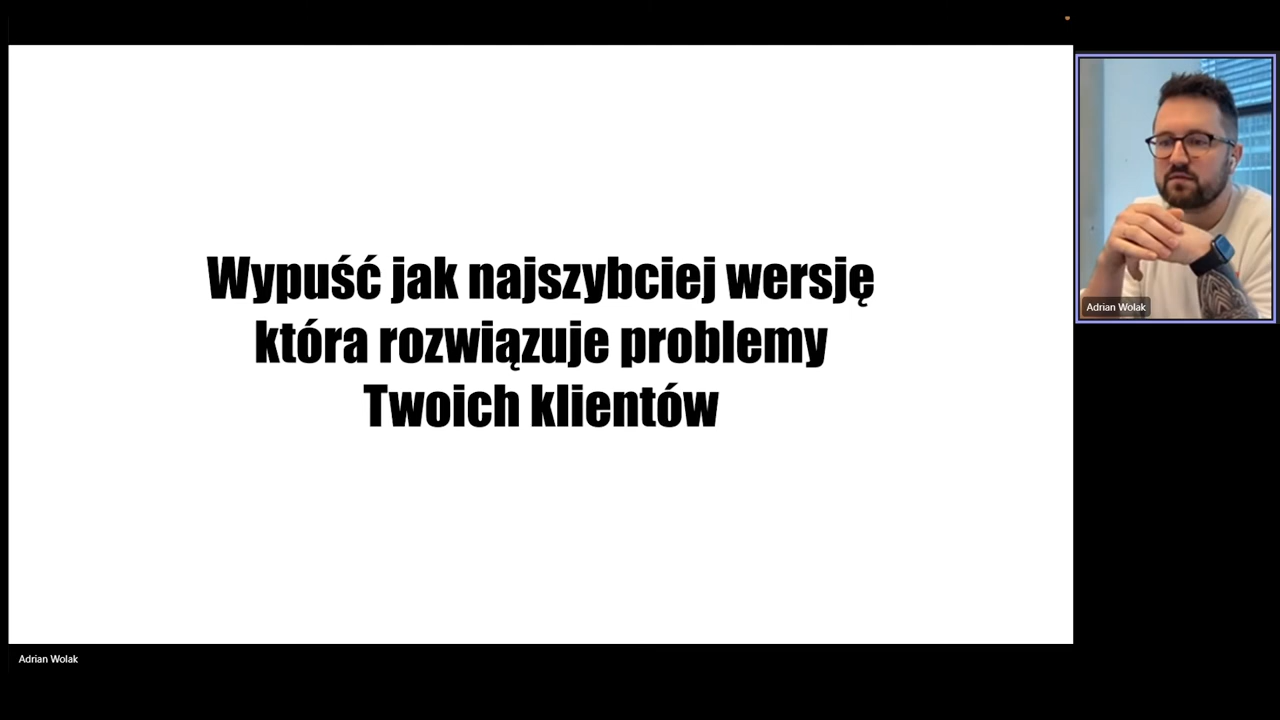 Wypuść jak najszybciej wersję
która rozwiązuje problemy
Twoich klientów
Adrian Wolak
Adrian Wolak